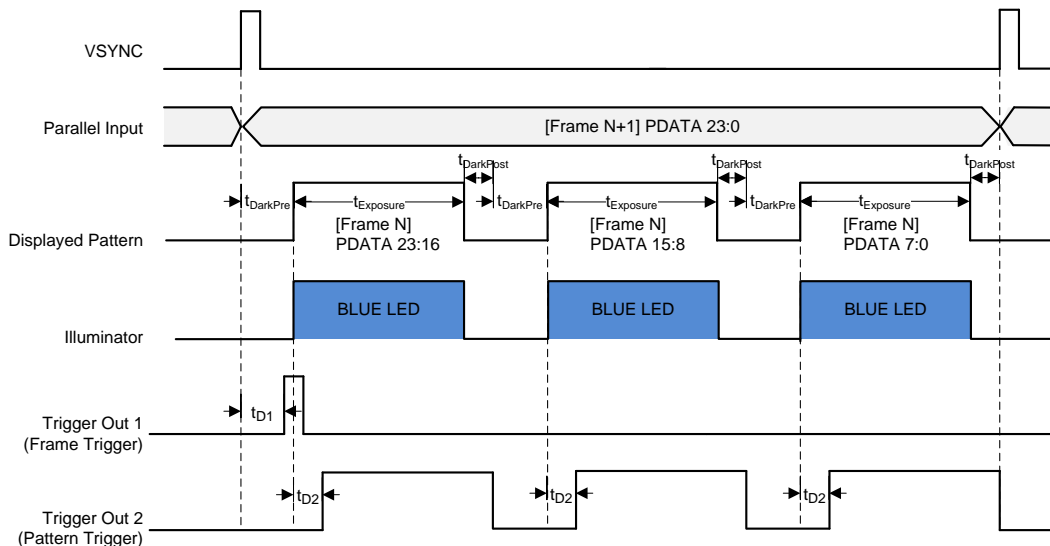 VSYNC
Parallel Input
[Frame N+1] PDATA 23:0
tDarkPost
tDarkPost
tDarkPost
tDarkPre
tExposure
tDarkPre
tExposure
tDarkPre
tExposure
Displayed Pattern
[Frame N]
PDATA 23:16
[Frame N]
PDATA 15:8
[Frame N]
PDATA 7:0
BLUE LED
BLUE LED
BLUE LED
Illuminator
tD1
Trigger Out 1
(Frame Trigger)
tD2
tD2
tD2
Trigger Out 2
(Pattern Trigger)